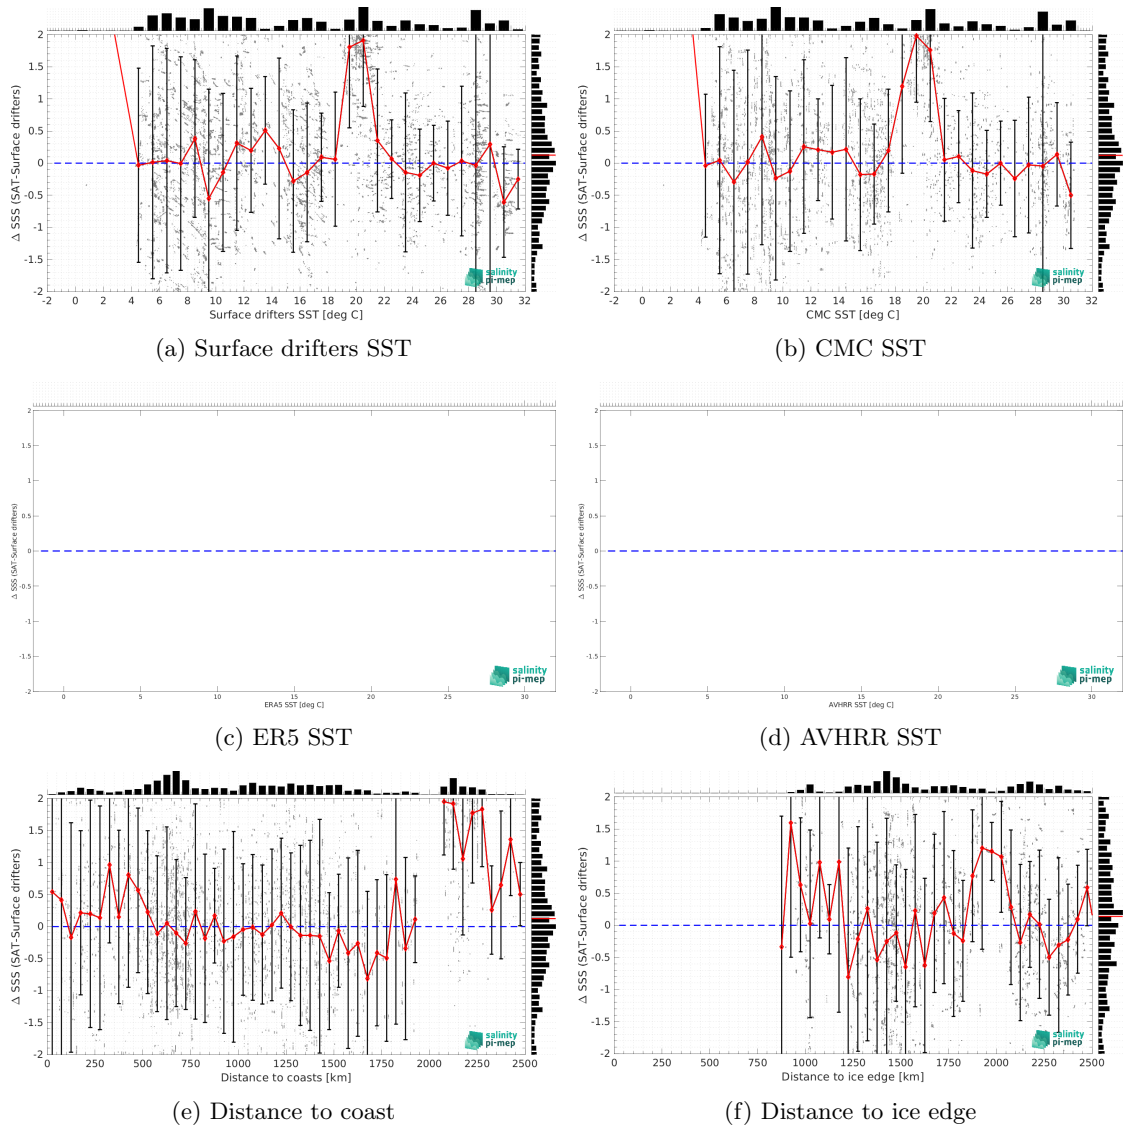 2
1.5
1
0.5
0
-0.5
-1
-1.5
-2
Δ SSS (SAT-Surface drifters)
salinity
pi-mep
-2 0 2 4 6 8 10 12 14 16 18 20 22 24 26 28 30 32
Surface drifters SST [deg C]
(a) Surface drifters SST
2
1.5
1
0.5
0
-0.5
-1
-1.5
-2
Δ SSS (SAT-Surface drifters)
salinity
pi-mep
-2 0 2 4 6 8 10 12 14 16 18 20 22 24 26 28 30 32
CMC SST [deg C]
(b) CMC SST
2
1.5
1
0.5
0
-0.5
-1
-1.5
-2
Δ SSS (SAT-Surface drifters)
salinity
pi-mep
0 5 10 15 20 25 30
ERA5 SST [deg C]
(c) ER5 SST
2
1.5
1
0.5
0
-0.5
-1
-1.5
-2
Δ SSS (SAT-Surface drifters)
salinity
pi-mep
0 5 10 15 20 25 30
AVHRR SST [deg C]
(d) AVHRR SST
2
1.5
1
0.5
0
-0.5
-1
-1.5
-2
Δ SSS (SAT-Surface drifters)
salinity
pi-mep
0 250 500 750 1000 1250 1500 1750 2000 2250 2500
Distance to coasts [km]
(e) Distance to coast
2
1.5
1
0.5
0
-0.5
-1
-1.5
-2
Δ SSS (SAT-Surface drifters)
salinity
pi-mep
0 250 500 750 1000 1250 1500 1750 2000 2250 2500
Distance to ice edge [km]
(f) Distance to ice edge